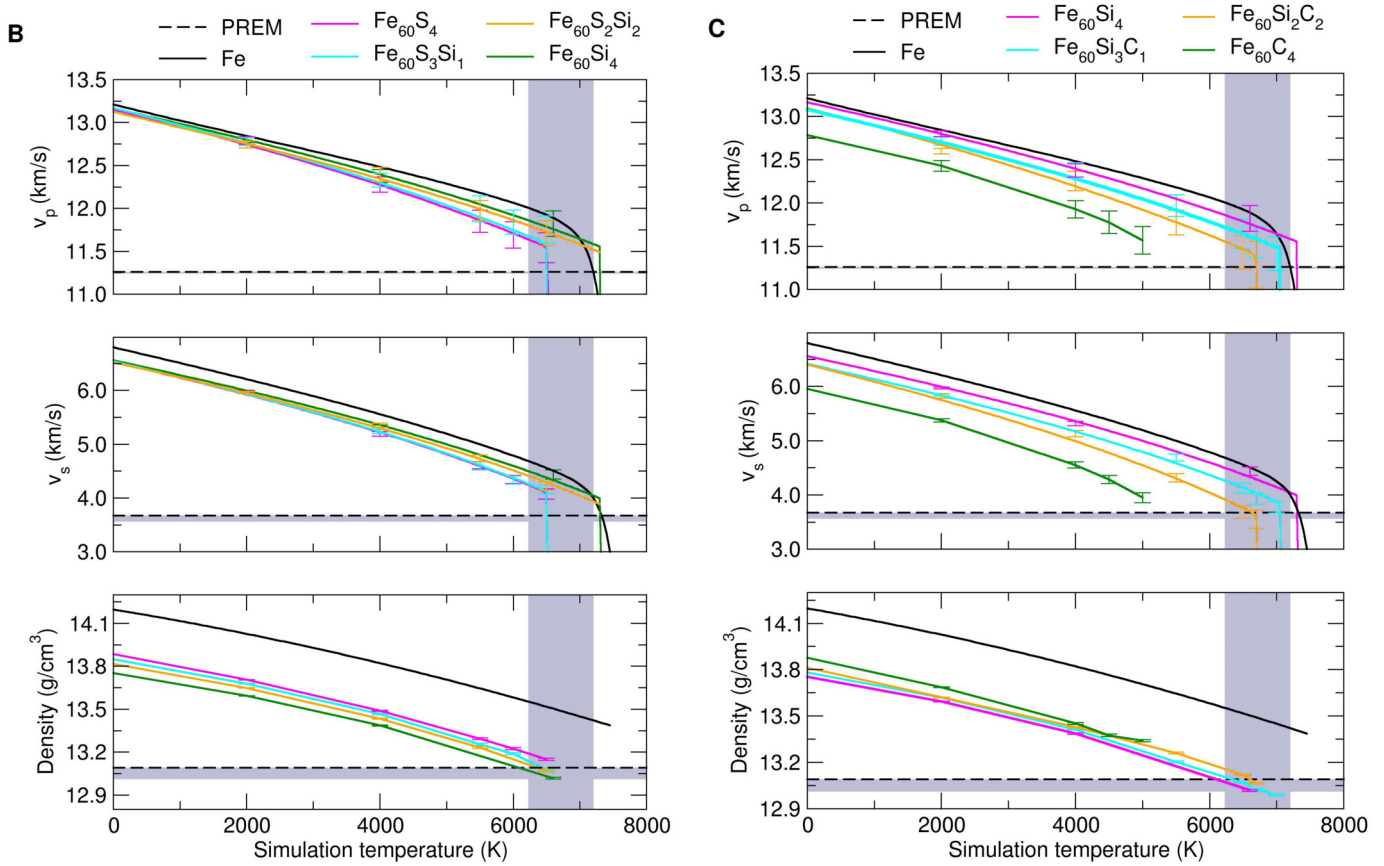 B
PREM
Fe
Fe₆₀S₄
Fe₆₀S₃Si₁
Fe₆₀S₂Si₂
Fe₆₀Si₄
13.5
13.0
12.5
12.0
11.5
11.0
vₚ (km/s)
6.0
5.0
4.0
3.0
vₛ (km/s)
14.1
13.8
13.5
13.2
12.9
Density (g/cm³)
0 2000 4000 6000 8000
Simulation temperature (K)
C
PREM
Fe
Fe₆₀Si₄
Fe₆₀Si₃C₁
Fe₆₀Si₂C₂
Fe₆₀C₄
13.5
13.0
12.5
12.0
11.5
11.0
vₚ (km/s)
6.0
5.0
4.0
3.0
vₛ (km/s)
14.1
13.8
13.5
13.2
12.9
Density (g/cm³)
0 2000 4000 6000 8000
Simulation temperature (K)